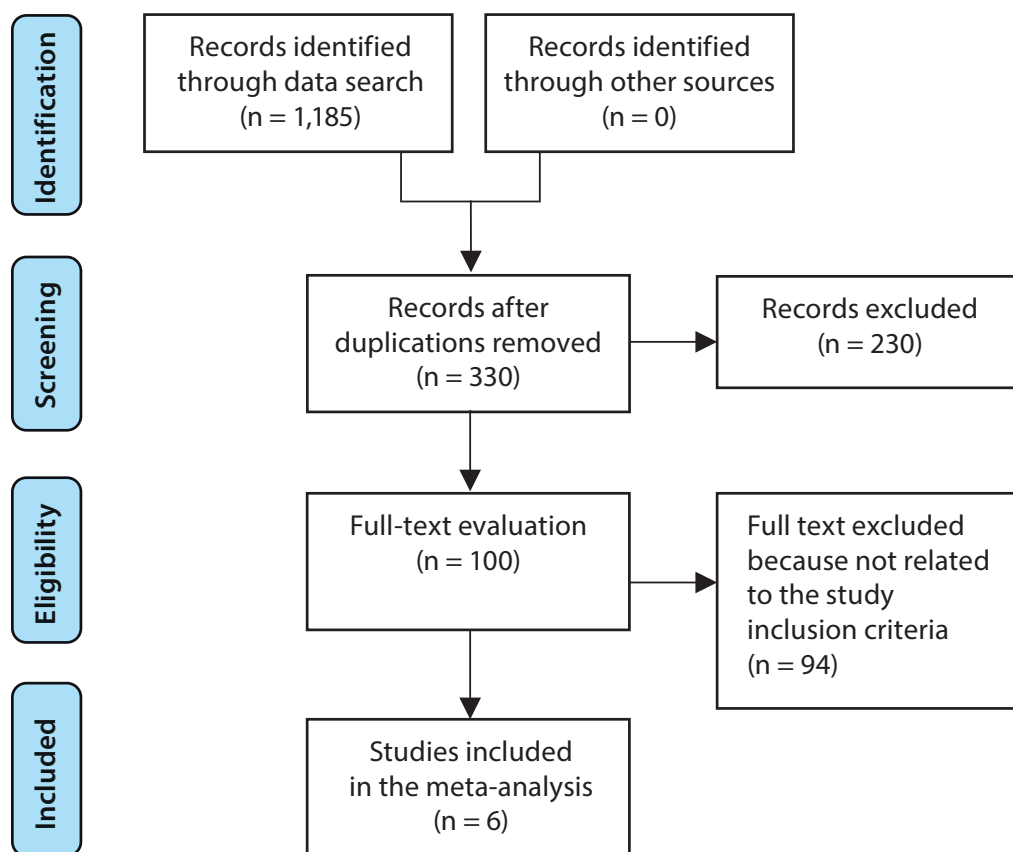 Identification
Records identified
through data search
(n = 1,185)
Records identified
through other sources
(n = 0)
Screening
Records after
duplications removed
(n = 330)
Records excluded
(n = 230)
Eligibility
Full-text evaluation
(n = 100)
Full text excluded
because not related
to the study
inclusion criteria
(n = 94)
Included
Studies included
in the meta-analysis
(n = 6)